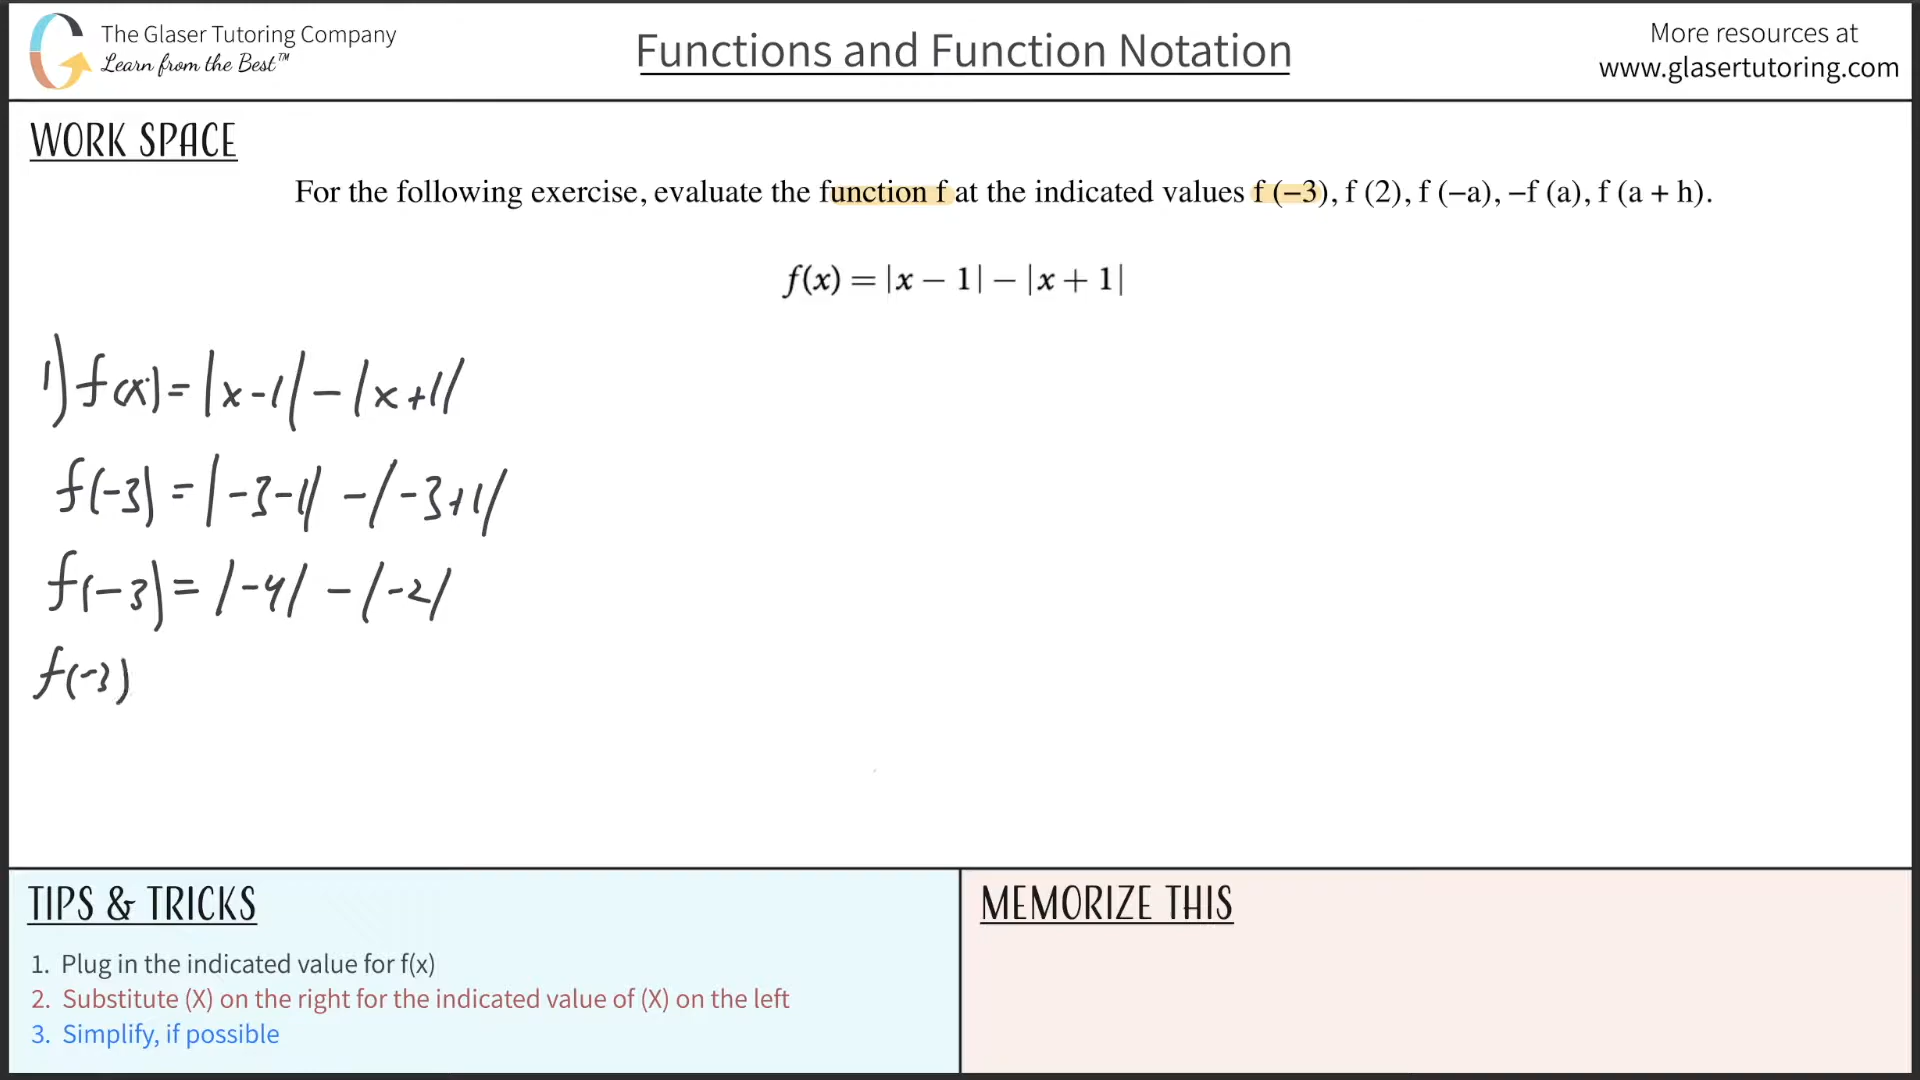 The Glaser Tutoring Company
Learn from the Best™
Functions and Function Notation
More resources at
www.glasertutoring.com
WORK SPACE
For the following exercise, evaluate the function f at the indicated values f (−3), f (2), f (−a), −f (a), f (a + h).
f(x) = |x − 1| − |x + 1|
1) f(x) = |x-1| - |x+1|
f(-3) = |-3-1| - |-3+1|
f(-3) = |-4| - |-2|
f(-3)
TIPS & TRICKS
1. Plug in the indicated value for f(x)
2. Substitute (X) on the right for the indicated value of (X) on the left
3. Simplify, if possible
MEMORIZE THIS